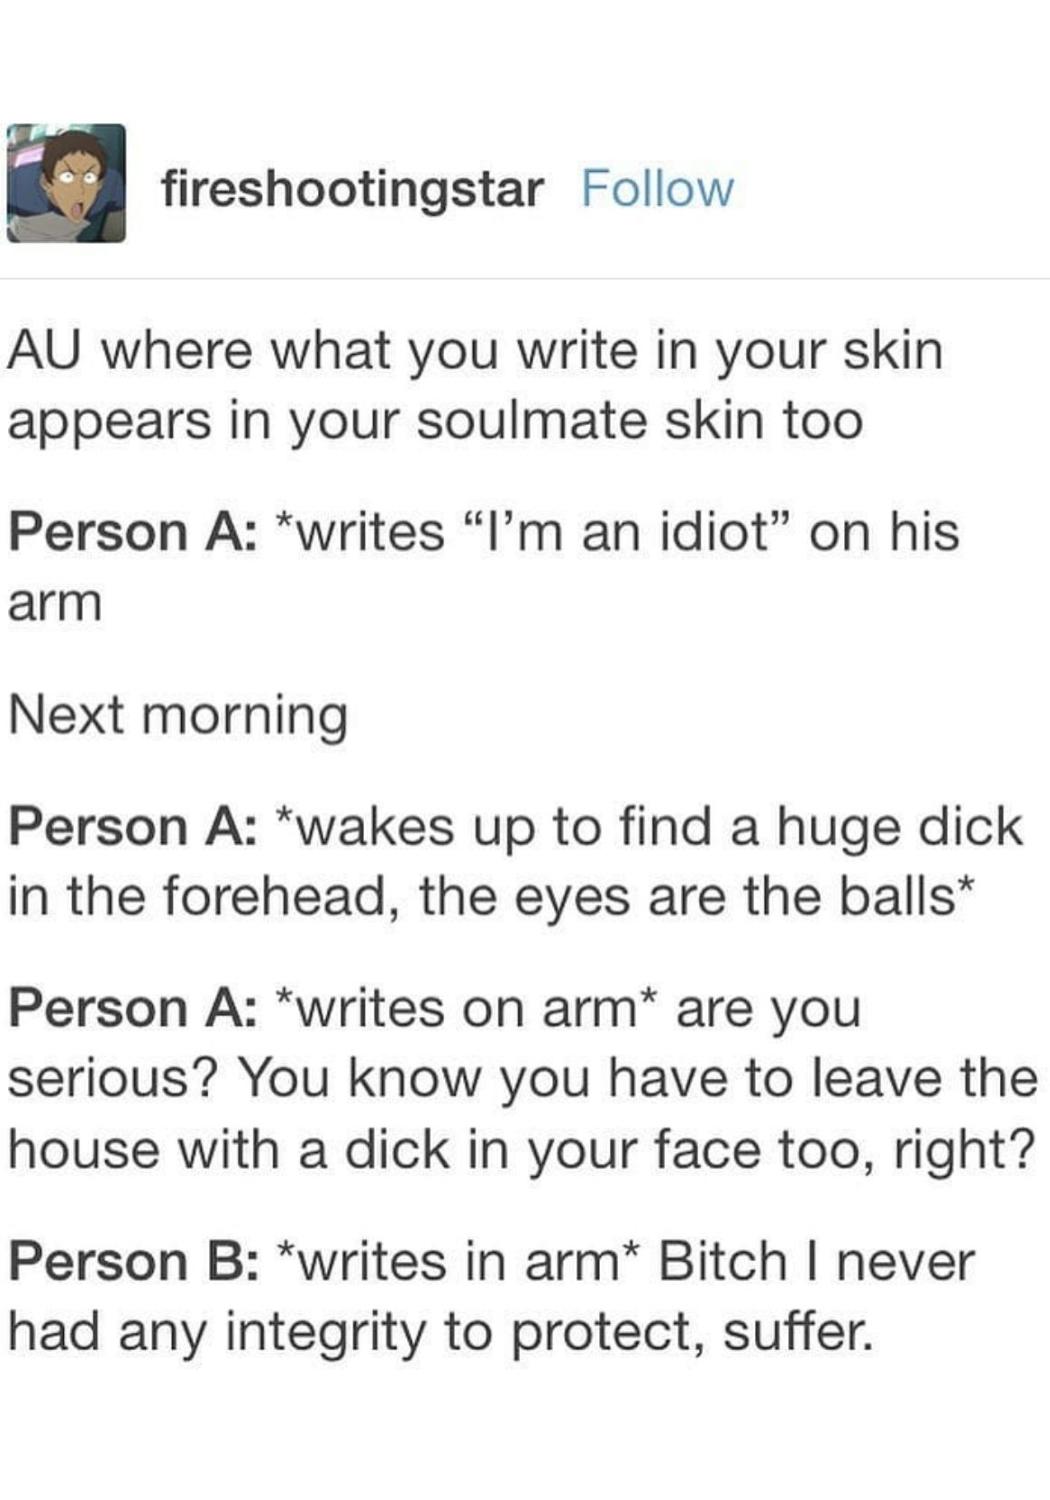 fireshootingstar Follow
AU where what you write in your skin
appears in your soulmate skin too
Person A: *writes “I’m an idiot” on his
arm
Next morning
Person A: *wakes up to find a huge dick
in the forehead, the eyes are the balls*
Person A: *writes on arm* are you
serious? You know you have to leave the
house with a dick in your face too, right?
Person B: *writes in arm* Bitch I never
had any integrity to protect, suffer.